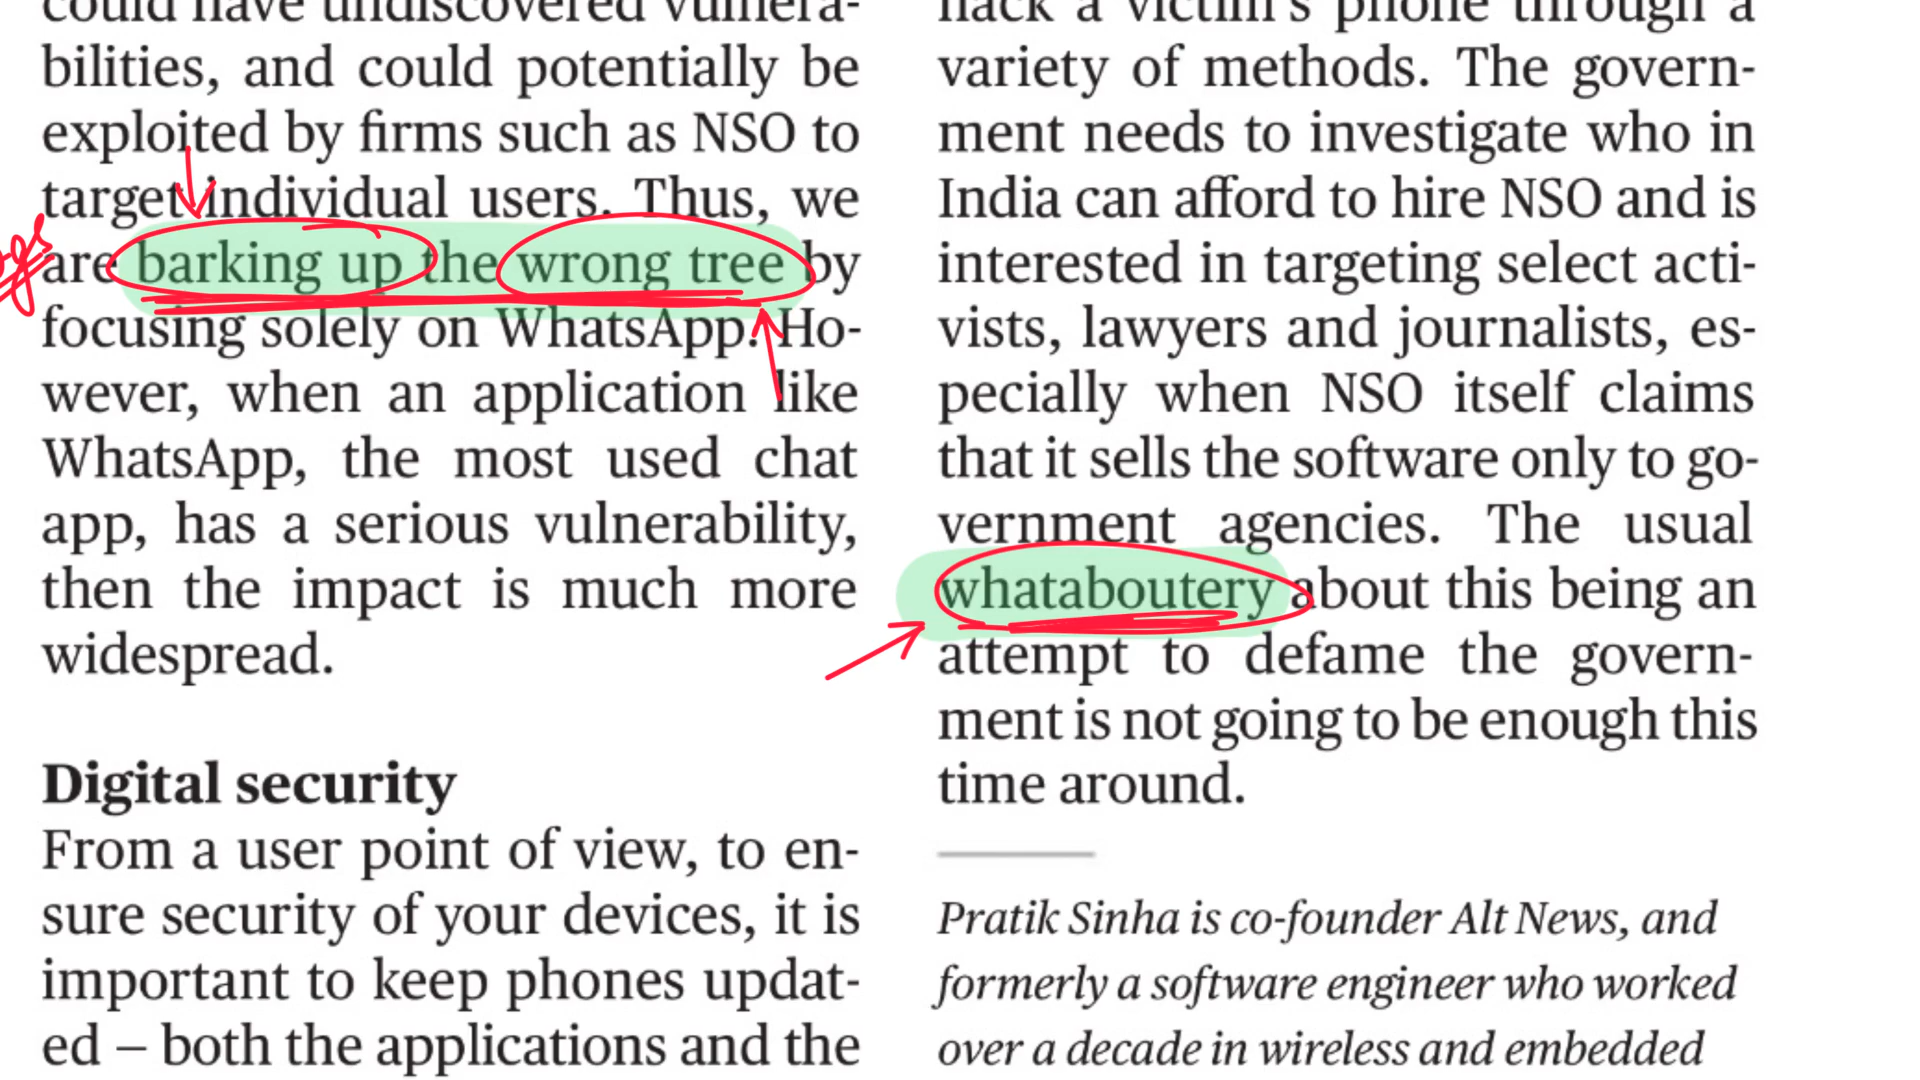 could have undiscovered vulnera-
bilities, and could potentially be
exploited by firms such as NSO to
target individual users. Thus, we
are barking up the wrong tree by
focusing solely on WhatsApp. Ho-
wever, when an application like
WhatsApp, the most used chat
app, has a serious vulnerability,
then the impact is much more
widespread.
Digital security
From a user point of view, to en-
sure security of your devices, it is
important to keep phones updat-
ed – both the applications and the
hack a victim's phone through a
variety of methods. The govern-
ment needs to investigate who in
India can afford to hire NSO and is
interested in targeting select acti-
vists, lawyers and journalists, es-
pecially when NSO itself claims
that it sells the software only to go-
vernment agencies. The usual
whataboutery about this being an
attempt to defame the govern-
ment is not going to be enough this
time around.
Pratik Sinha is co-founder Alt News, and
formerly a software engineer who worked
over a decade in wireless and embedded